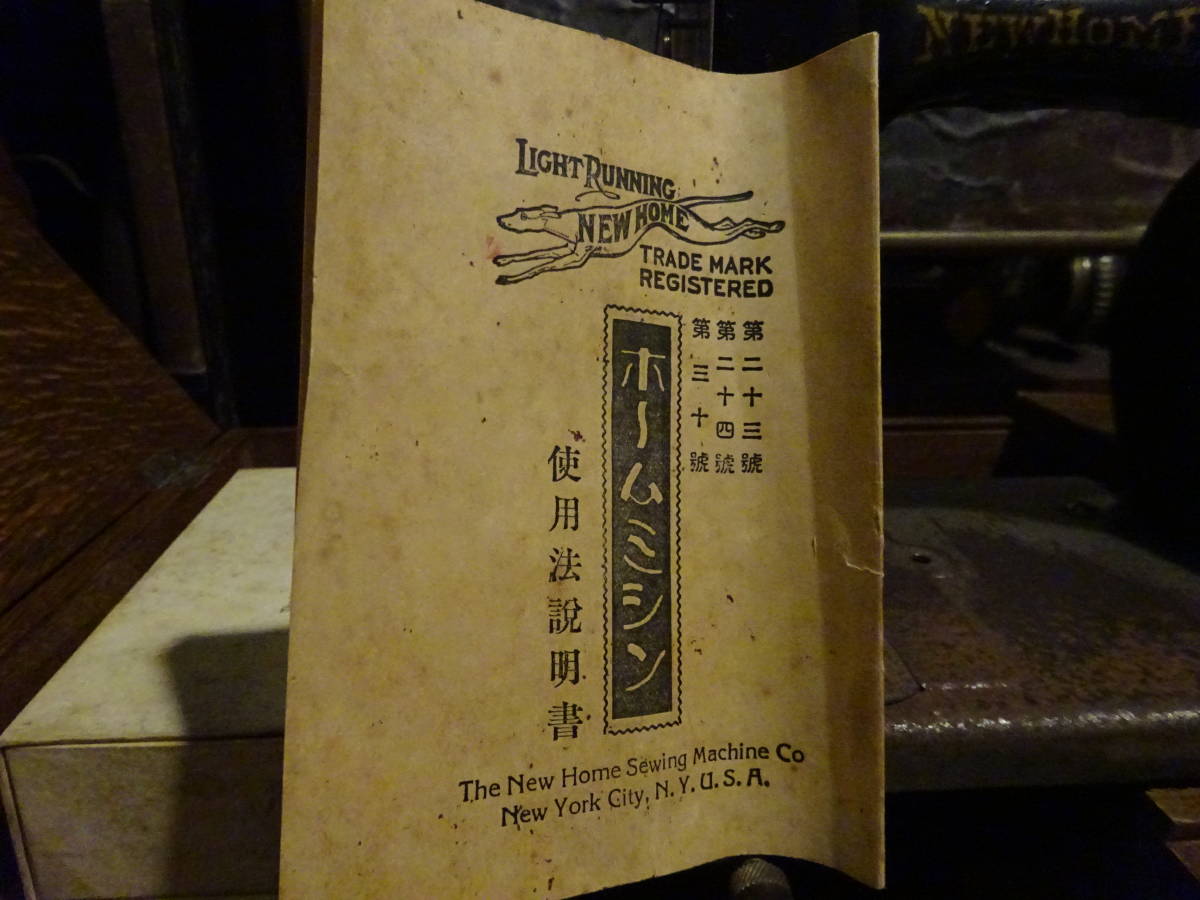 NEWHOME
LIGHT RUNNING
NEW HOME
TRADE MARK
REGISTERED
第二十三號
第二十四號
第三十號
ホームミシン
使用法說明書
The New Home Sewing Machine Co
New York City, N. Y. U. S. A.